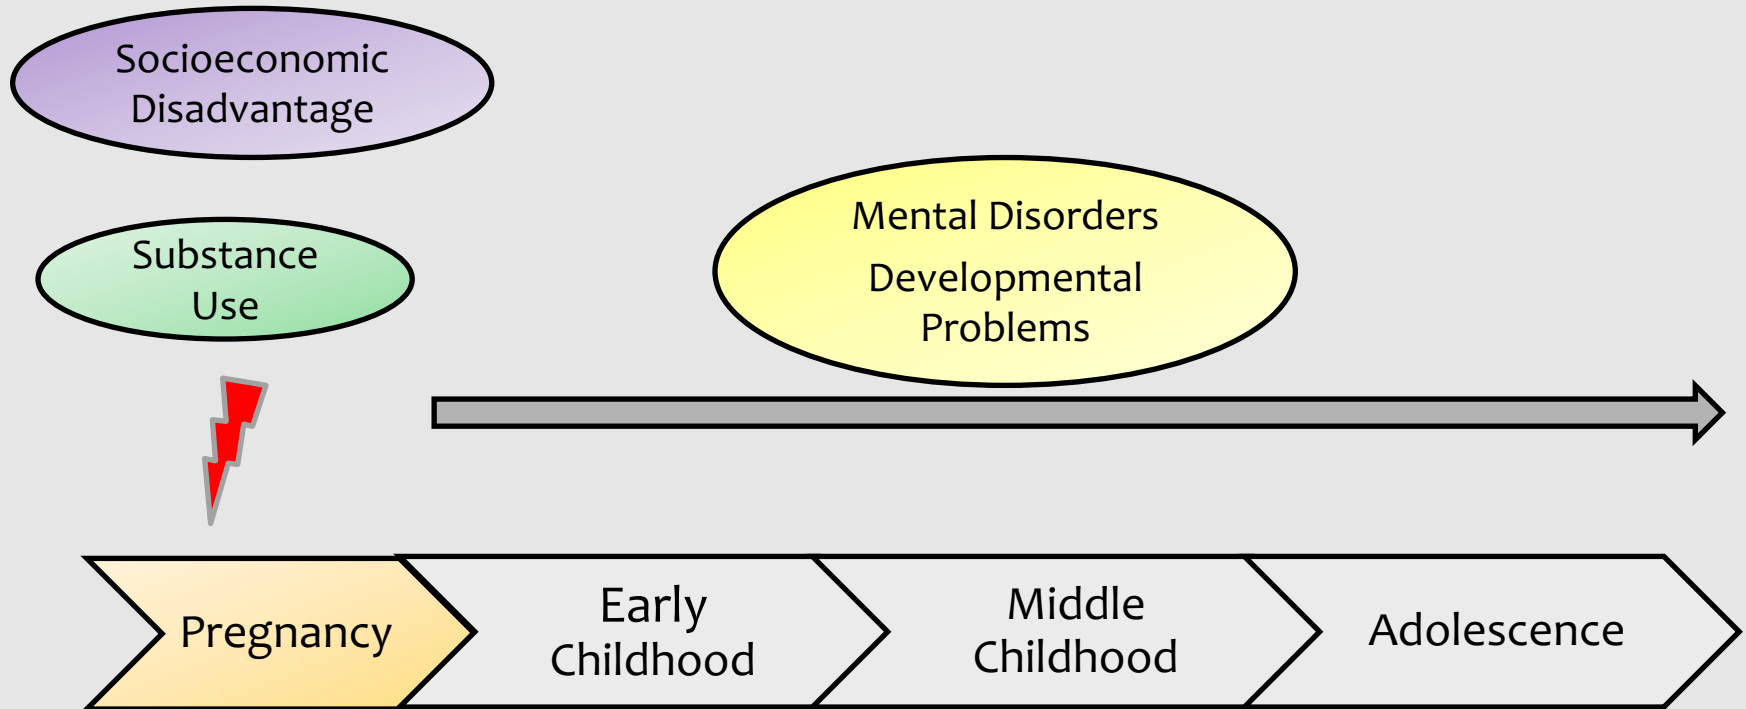 Socioeconomic
Disadvantage
Substance
Use
Mental Disorders
Developmental
Problems
Pregnancy
Early
Childhood
Middle
Childhood
Adolescence